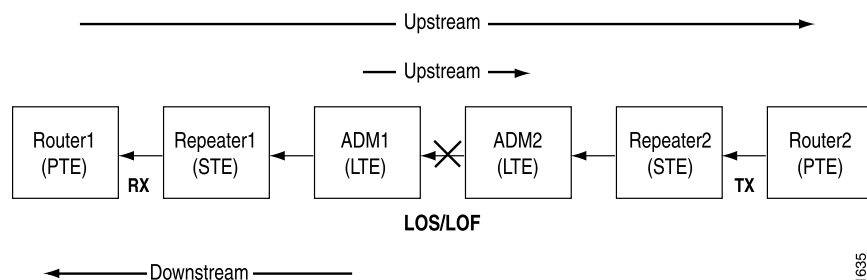 Upstream
Upstream
Router1
(PTE)
Repeater1
(STE)
ADM1
(LTE)
ADM2
(LTE)
Repeater2
(STE)
Router2
(PTE)
RX
TX
LOS/LOF
Downstream
1635